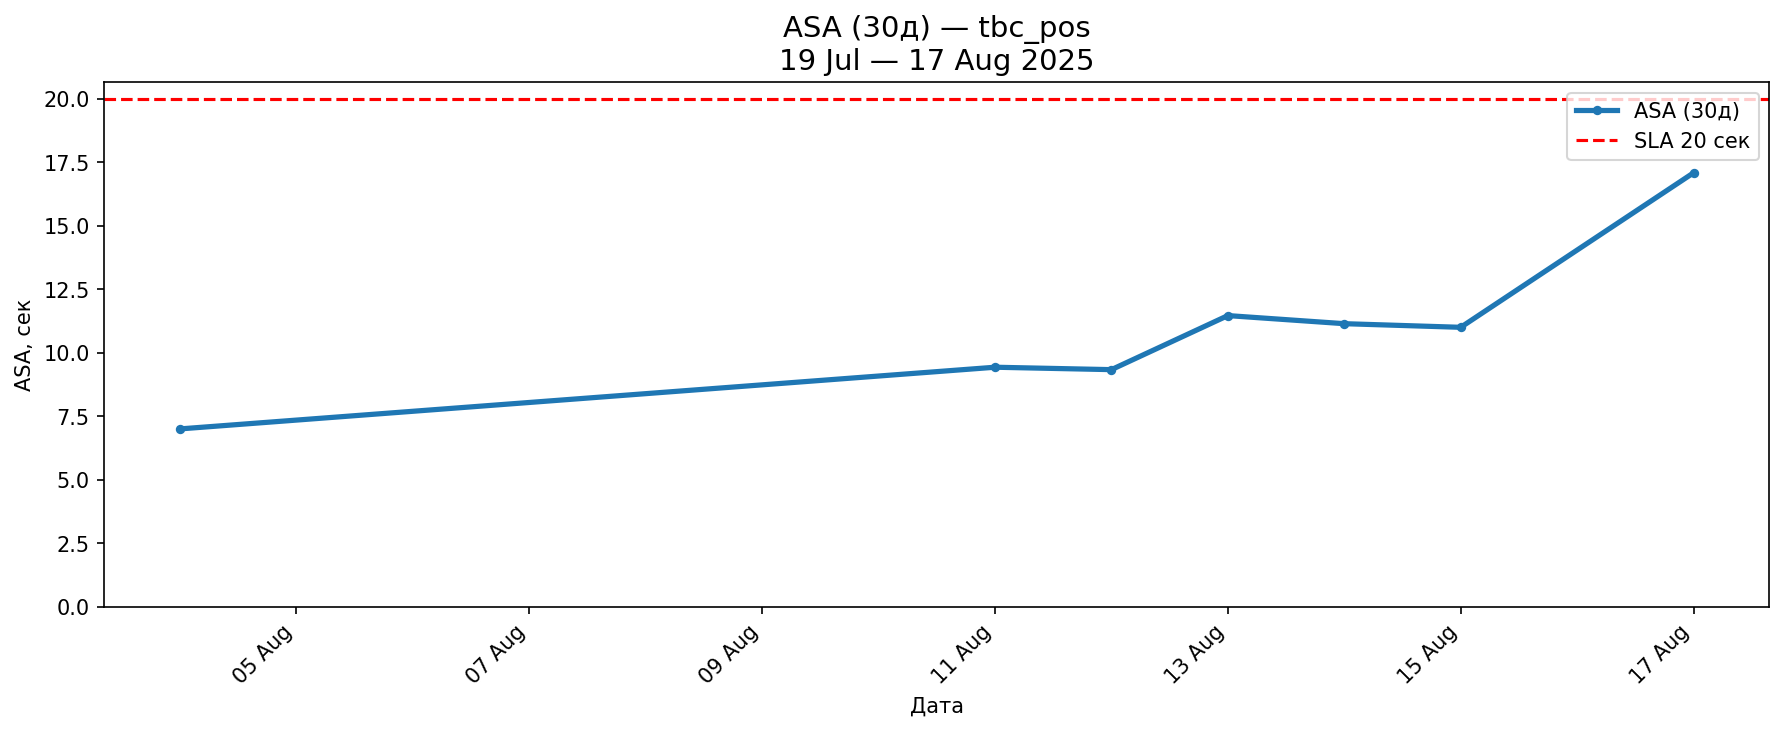 ASA (30д) — tbc_pos
19 Jul — 17 Aug 2025
ASA (30д)
SLA 20 сек
ASA, сек
20.0
17.5
15.0
12.5
10.0
7.5
5.0
2.5
0.0
05 Aug
07 Aug
09 Aug
11 Aug
13 Aug
15 Aug
17 Aug
Дата